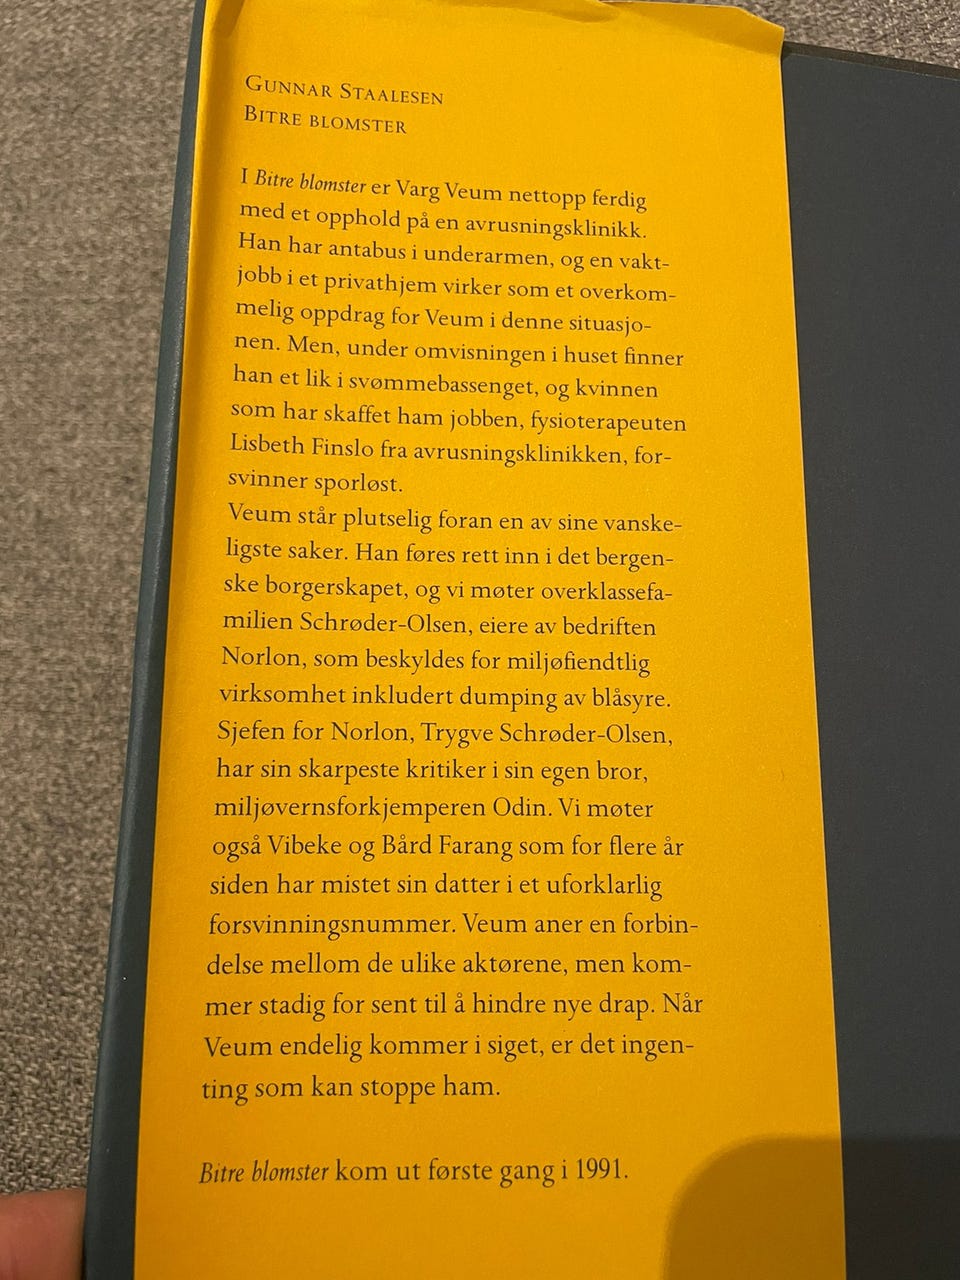 Gunnar Staalesen
Bitre blomster
I Bitre blomster er Varg Veum nettopp ferdig
med et opphold på en avrusningsklinikk.
Han har antabus i underarmen, og en vakt-
jobb i et privathjem virker som et overkom-
melig oppdrag for Veum i denne situasjo-
nen. Men, under omvisningen i huset finner
han et lik i svømmebassenget, og kvinnen
som har skaffet ham jobben, fysioterapeuten
Lisbeth Finslo fra avrusningsklinikken, for-
svinner sporløst.
Veum står plutselig foran en av sine vanske-
ligste saker. Han føres rett inn i det bergen-
ske borgerskapet, og vi møter overklassefa-
milien Schrøder-Olsen, eiere av bedriften
Norlon, som beskyldes for miljøfiendtlig
virksomhet inkludert dumping av blåsyre.
Sjefen for Norlon, Trygve Schrøder-Olsen,
har sin skarpeste kritiker i sin egen bror,
miljøvernsforkjemperen Odin. Vi møter
også Vibeke og Bård Farang som for flere år
siden har mistet sin datter i et uforklarlig
forsvinningsnummer. Veum aner en forbin-
delse mellom de ulike aktørene, men kom-
mer stadig for sent til å hindre nye drap. Når
Veum endelig kommer i siget, er det ingen-
ting som kan stoppe ham.
Bitre blomster kom ut første gang i 1991.